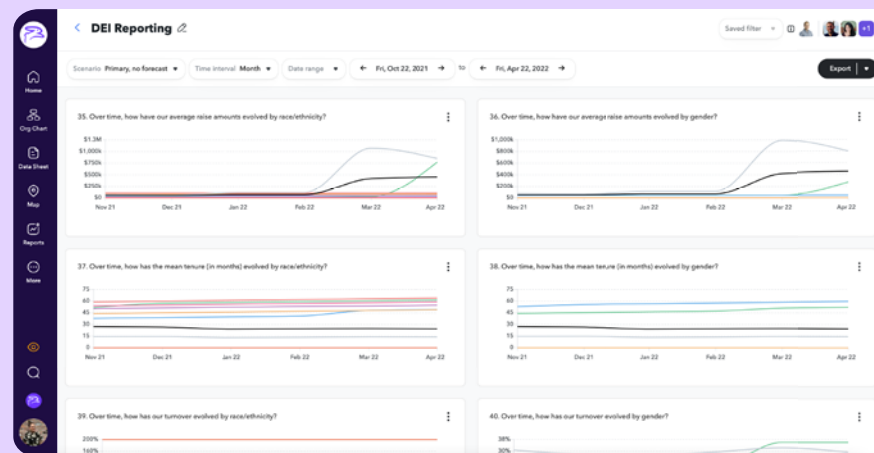 DEI Reporting
Saved filter
+1
Scenario Primary, no forecast
Time interval Month
Date range
Fri, Oct 22, 2021
to
Fri, Apr 22, 2022
Export
Home
Org Chart
Data Sheet
Map
Reports
More
35. Over time, how have our average raise amounts evolved by race/ethnicity?
$1.3M
$1,000k
$750k
$500k
$250k
$0
Nov 21 Dec 21 Jan 22 Feb 22 Mar 22 Apr 22
36. Over time, how have our average raise amounts evolved by gender?
$1,000k
$800k
$600k
$400k
$200k
$0
Nov 21 Dec 21 Jan 22 Feb 22 Mar 22 Apr 22
37. Over time, how has the mean tenure (in months) evolved by race/ethnicity?
75
60
45
30
15
0
Nov 21 Dec 21 Jan 22 Feb 22 Mar 22 Apr 22
38. Over time, how has the mean tenure (in months) evolved by gender?
75
60
45
30
15
0
Nov 21 Dec 21 Jan 22 Feb 22 Mar 22 Apr 22
39. Over time, how has our turnover evolved by race/ethnicity?
200%
160%
40. Over time, how has our turnover evolved by gender?
38%
30%